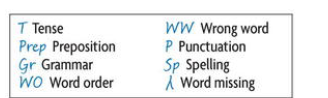 T Tense
Prep Preposition
Gr Grammar
WO Word order
WW Wrong word
P Punctuation
Sp Spelling
⅄ Word missing